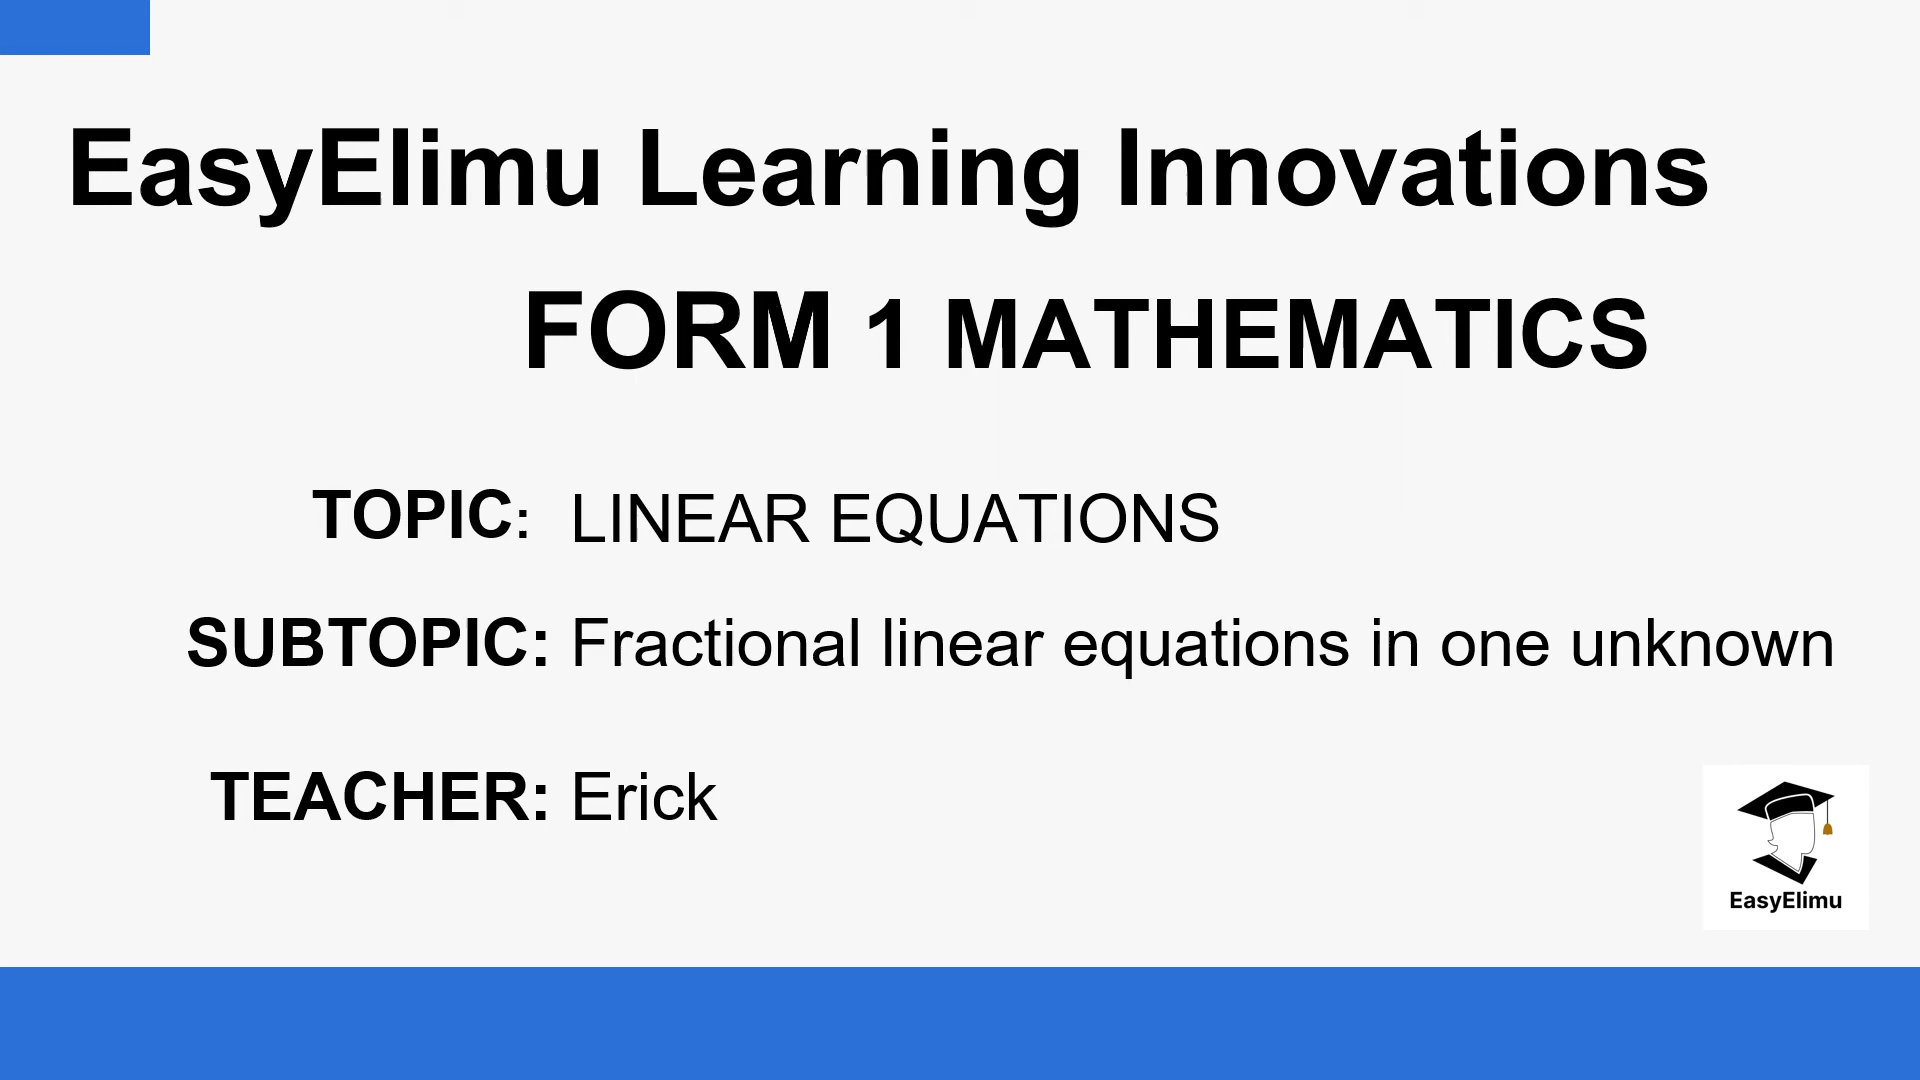 EasyElimu Learning Innovations
FORM 1 MATHEMATICS
TOPIC: LINEAR EQUATIONS
SUBTOPIC: Fractional linear equations in one unknown
TEACHER: Erick
EasyElimu